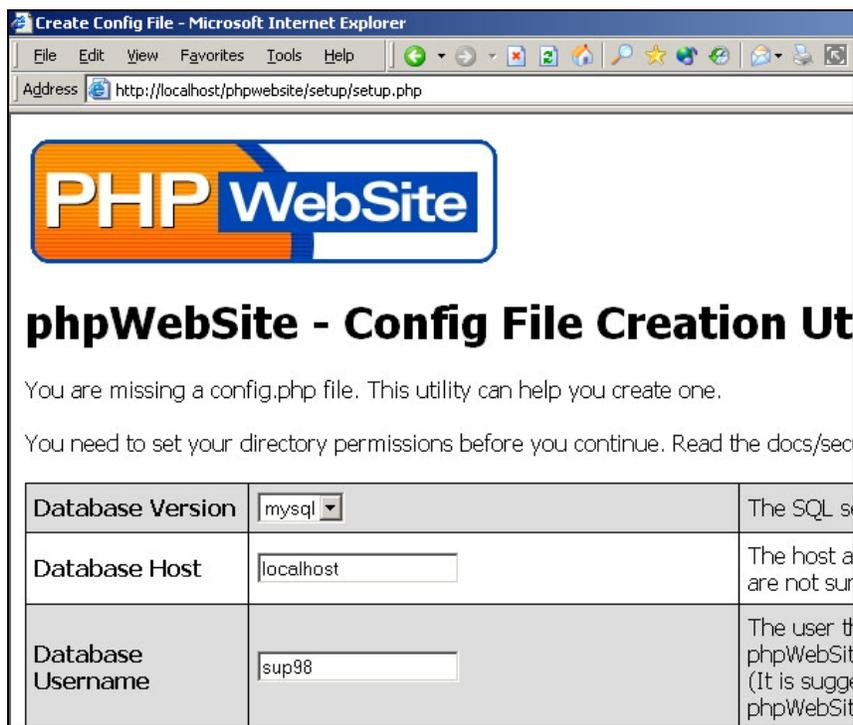 Create Config File - Microsoft Internet Explorer
File Edit View Favorites Tools Help
Address http://localhost/phpwebsite/setup/setup.php
PHP WebSite
phpWebSite - Config File Creation Ut
You are missing a config.php file. This utility can help you create one.
You need to set your directory permissions before you continue. Read the docs/sec
Database Version mysql The SQL se
Database Host localhost The host a
are not sur
Database Username sup98 The user th
phpWebSit
(It is sugge
phpWebSit